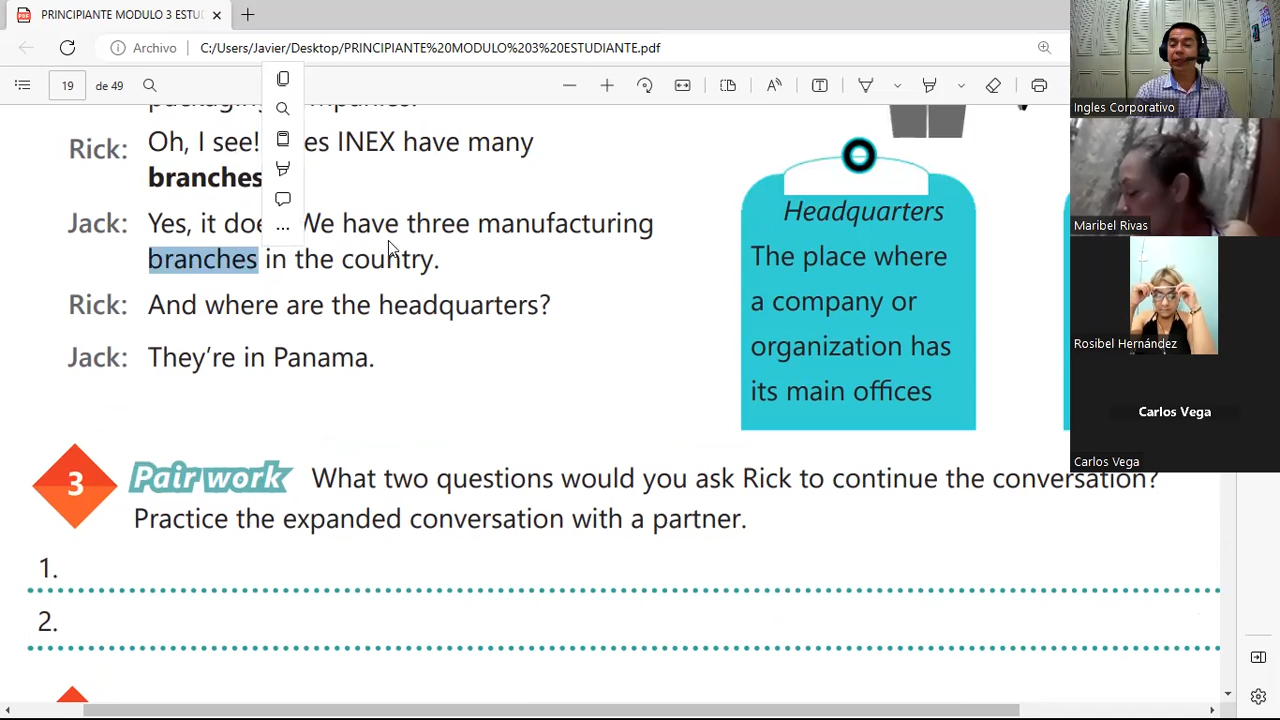 PRINCIPIANTE MODULO 3 ESTU
Archivo
C:/Users/Javier/Desktop/PRINCIPIANTE%20MODULO%203%20ESTUDIANTE.pdf
19
de 49
Rick:
Oh, I see!
INEX have many
branches
Jack:
Yes, it
We have three manufacturing
branches in the country.
Rick:
And where are the headquarters?
Jack:
They're in Panama.
Headquarters
The place where
a company or
organization has
its main offices
3
Pair work
What two questions would you ask Rick to continue the conversation?
Practice the expanded conversation with a partner.
1.
2.
Ingles Corporativo
Maribel Rivas
Rosibel Hernández
Carlos Vega
Carlos Vega